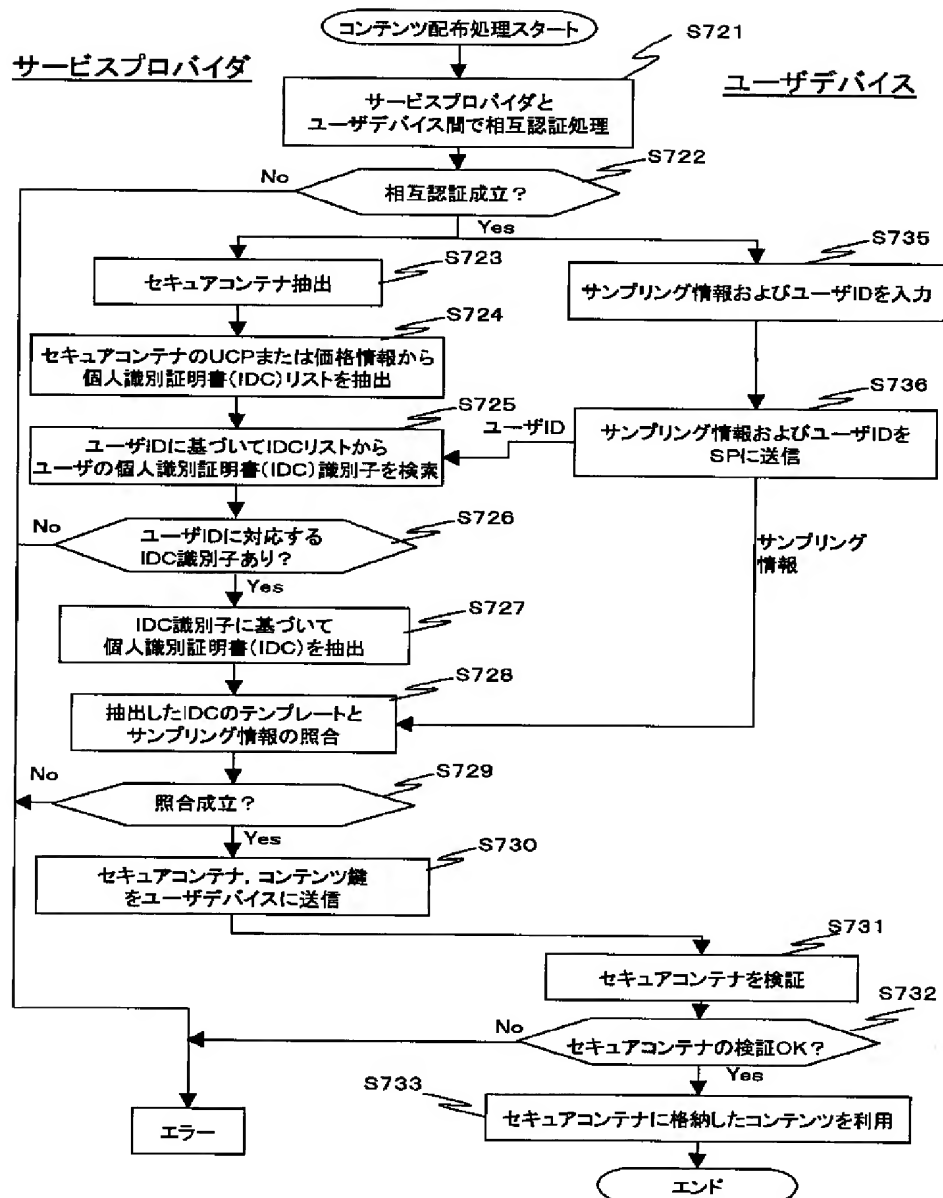 コンテンツ配布処理スタート
S721
サービスプロバイダ
ユーザデバイス
サービスプロバイダと
ユーザデバイス間で相互認証処理
S722
No
相互認証成立?
Yes
S723
S735
セキュアコンテナ抽出
サンプリング情報およびユーザIDを入力
S724
セキュアコンテナのUCPまたは価格情報から
個人識別証明書(IDC)リストを抽出
S725
S736
ユーザIDに基づいてIDCリストから
ユーザの個人識別証明書(IDC)識別子を検索
ユーザID
サンプリング情報およびユーザIDを
SPに送信
S726
No
ユーザIDに対応する
IDC識別子あり?
Yes
サンプリング
情報
S727
IDC識別子に基づいて
個人識別証明書(IDC)を抽出
S728
抽出したIDCのテンプレートと
サンプリング情報の照合
S729
No
照合成立?
Yes
S730
セキュアコンテナ,コンテンツ鍵
をユーザデバイスに送信
S731
セキュアコンテナを検証
S732
No
セキュアコンテナの検証OK?
Yes
S733
セキュアコンテナに格納したコンテンツを利用
エラー
エンド